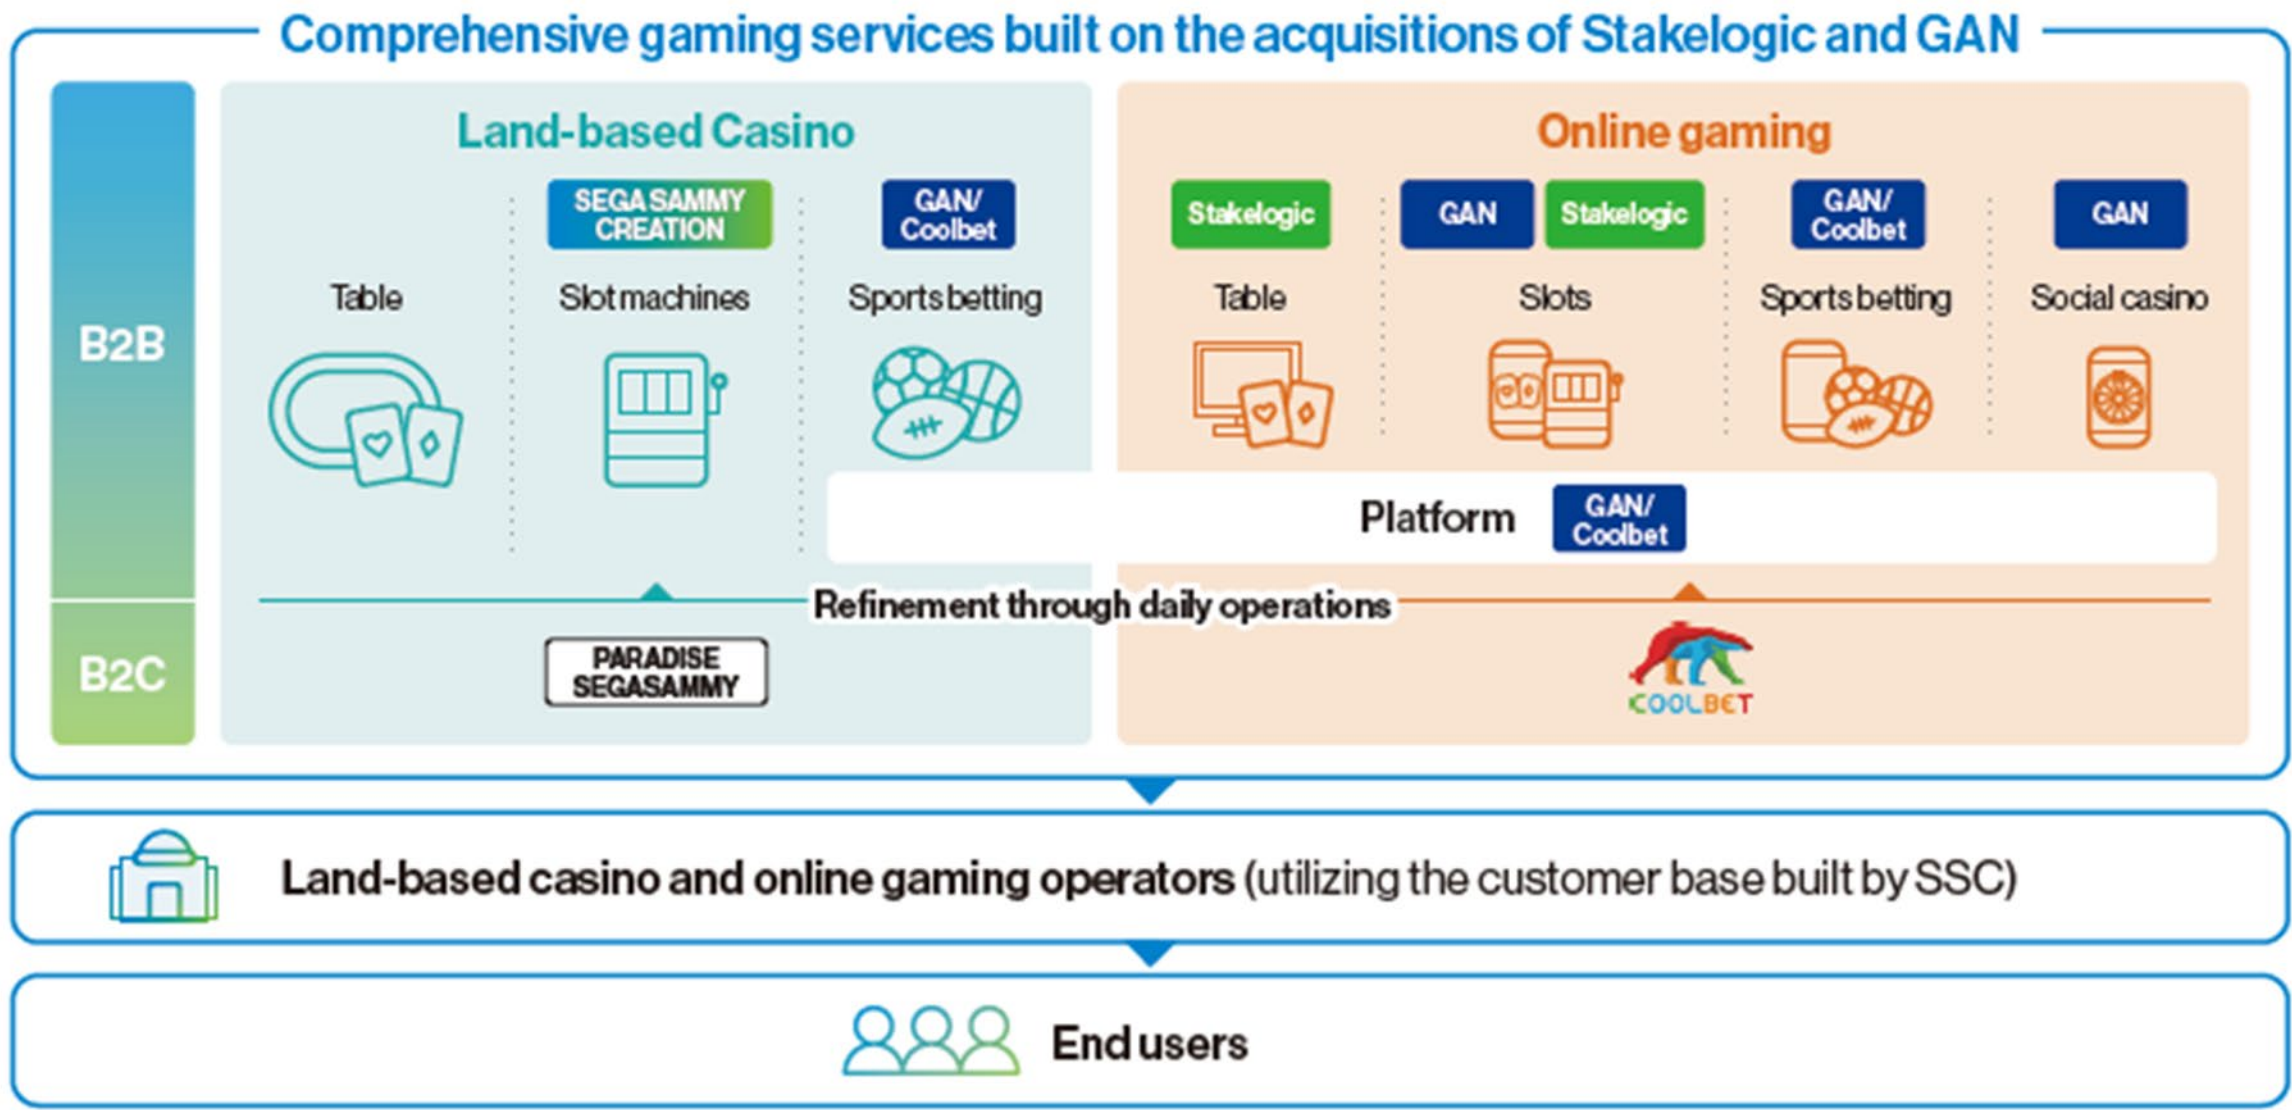 Comprehensive gaming services built on the acquisitions of Stakelogic and GAN
B2B
Land-based Casino
SEGA SAMMY
CREATION
GAN/
Coolbet
Table
Slot machines
Sports betting
Online gaming
Stakelogic
GAN
Stakelogic
GAN/
Coolbet
GAN
Table
Slots
Sports betting
Social casino
Platform
GAN/
Coolbet
Refinement through daily operations
B2C
PARADISE
SEGASAMMY
COOLBET
Land-based casino and online gaming operators (utilizing the customer base built by SSC)
End users